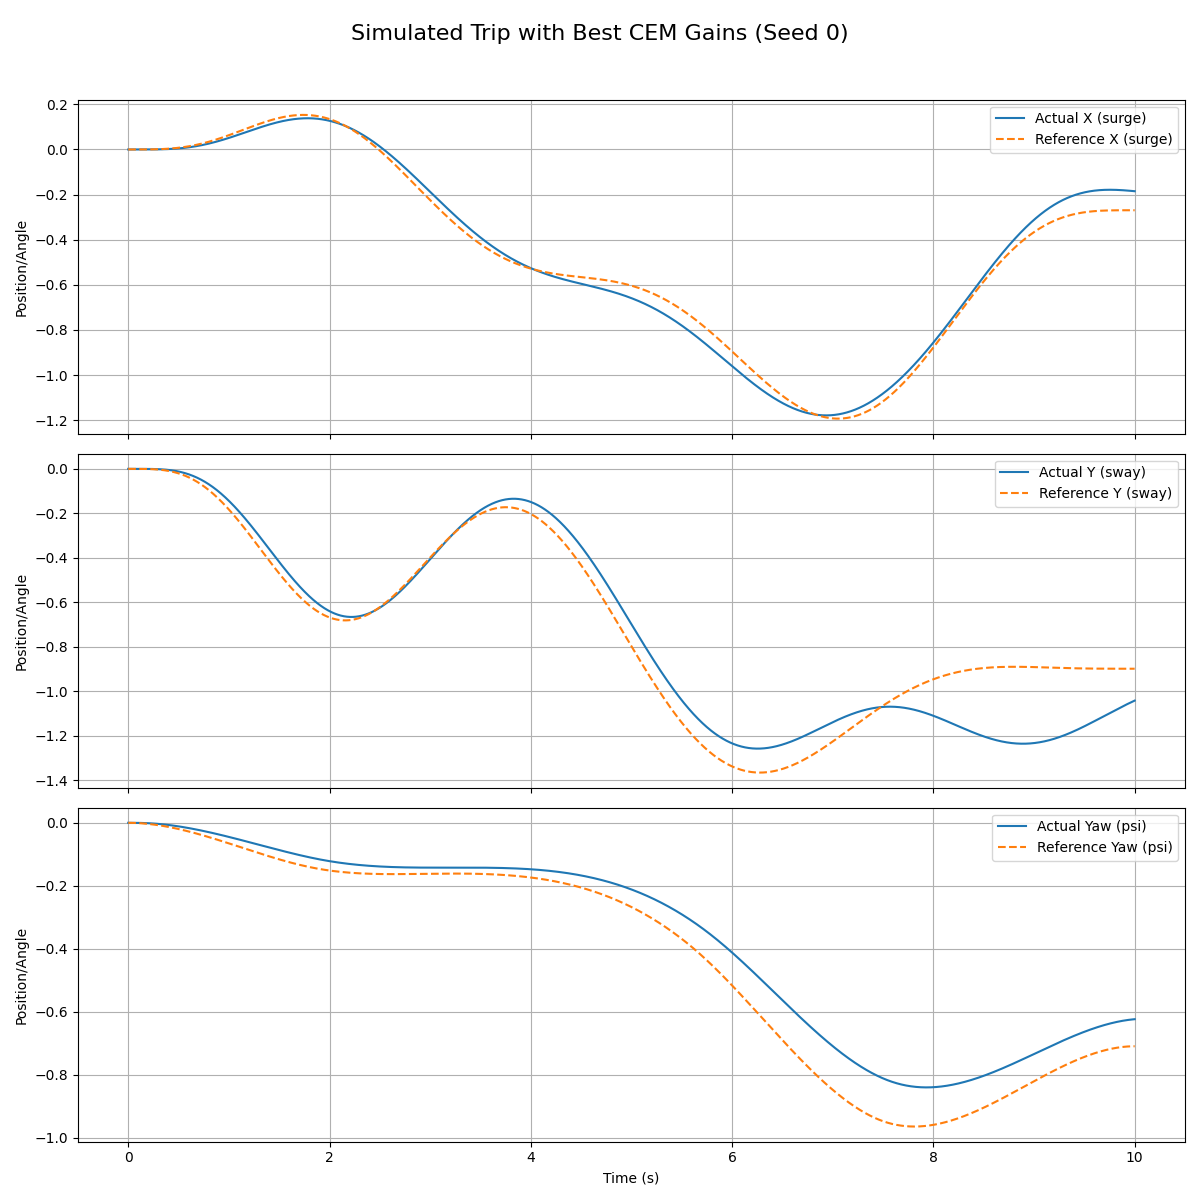 Simulated Trip with Best CEM Gains (Seed 0)
0.2
0.0
−0.2
−0.4
−0.6
−0.8
−1.0
−1.2
Position/Angle
Actual X (surge)
Reference X (surge)
0.0
−0.2
−0.4
−0.6
−0.8
−1.0
−1.2
−1.4
Position/Angle
Actual Y (sway)
Reference Y (sway)
0.0
−0.2
−0.4
−0.6
−0.8
−1.0
Position/Angle
Actual Yaw (psi)
Reference Yaw (psi)
0 2 4 6 8 10
Time (s)